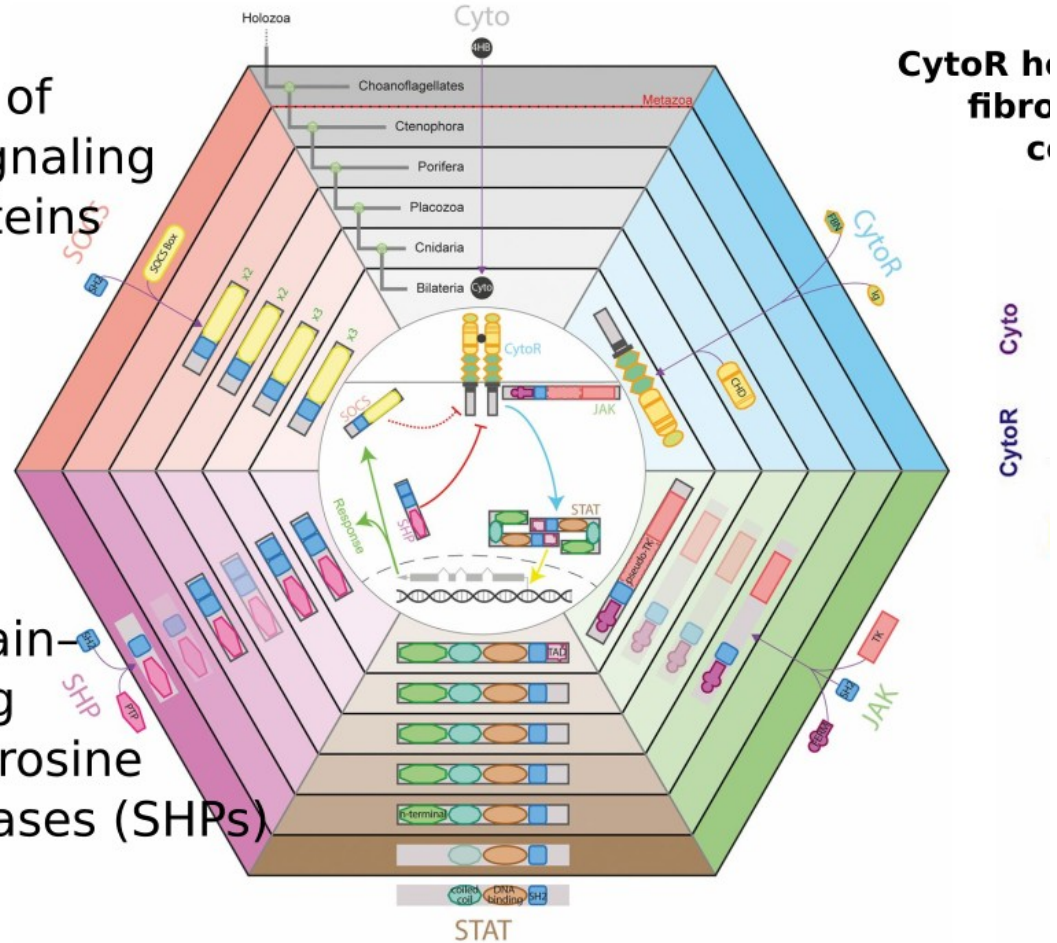 of
gnaling
teins
CytoR he
fibro
co
Holozoa
Cyto
4HB
Choanoflagellates
Metazoa
Ctenophora
Porifera
Placozoa
Cnidaria
Bilateria
Cyto
SOCS
SOCS Box
SH2
x2
x2
x3
x3
FBN
CytoR
Ig
CHD
Cyto
CytoR
CytoR
SOCS
JAK
SHP
Response
STAT
pseudo-TK
TK
SH2
FERM
JAK
SH2
PTP
SHP
ain–
g
rosine
ases (SHPs)
TAD
n-terminal
coiled coil
DNA binding
SH2
STAT